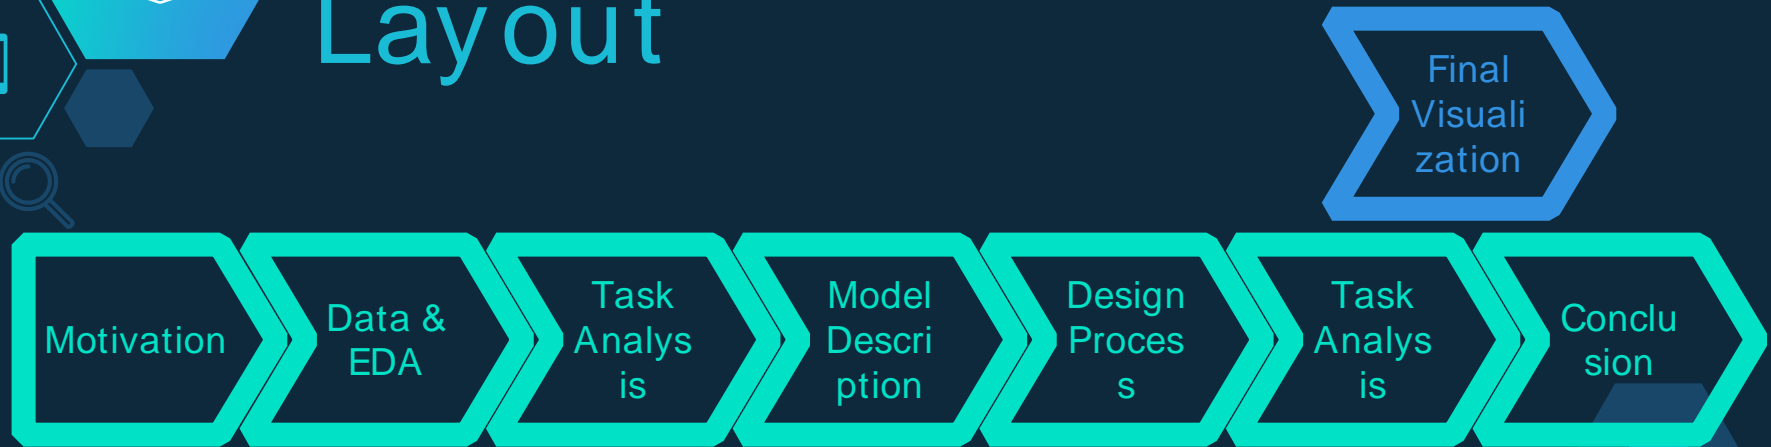 Layout
Final
Visuali
zation
Motivation
Data &
EDA
Task
Analys
is
Model
Descri
ption
Design
Proces
s
Task
Analys
is
Conclu
sion